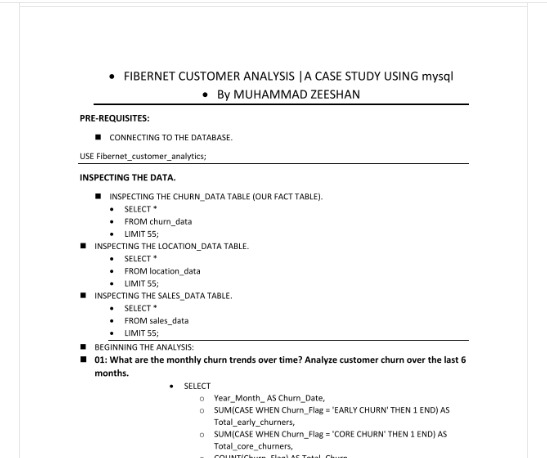 • FIBERNET CUSTOMER ANALYSIS |A CASE STUDY USING mysql
• By MUHAMMAD ZEESHAN
PRE-REQUISITES:
■ CONNECTING TO THE DATABASE.
USE Fibernet_customer_analytics;
INSPECTING THE DATA.
■ INSPECTING THE CHURN_DATA TABLE (OUR FACT TABLE).
• SELECT *
• FROM churn_data
• LIMIT 55;
■ INSPECTING THE LOCATION_DATA TABLE.
• SELECT *
• FROM location_data
• LIMIT 55;
■ INSPECTING THE SALES_DATA TABLE.
• SELECT *
• FROM sales_data
• LIMIT 55;
■ BEGINNING THE ANALYSIS:
■ 01: What are the monthly churn trends over time? Analyze customer churn over the last 6
months.
• SELECT
o Year_Month_ AS Churn_Date,
o SUM(CASE WHEN Churn_Flag = 'EARLY CHURN' THEN 1 END) AS
Total_early_churners,
o SUM(CASE WHEN Churn_Flag = 'CORE CHURN' THEN 1 END) AS
Total_core_churners,
o COUNT(Churn_Flag) AS Total_Churn